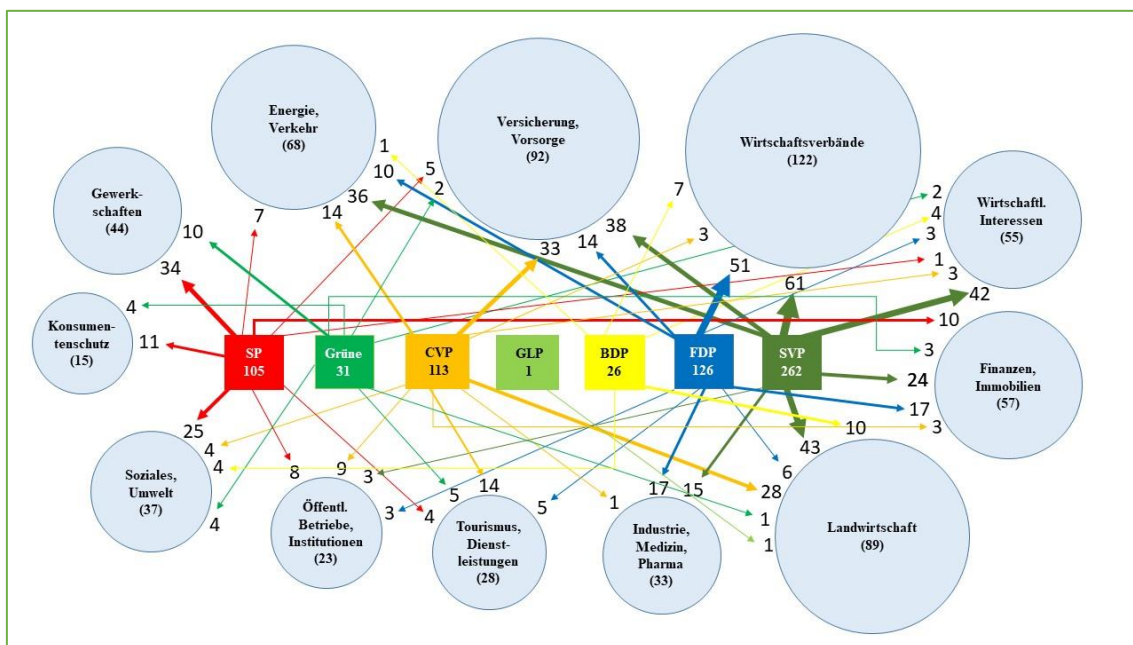 Energie,
Verkehr
(68)
Versicherung,
Vorsorge
(92)
Wirtschaftsverbände
(122)
Gewerk-
schaften
(44)
Wirtschaftl.
Interessen
(55)
Konsumen-
tenschutz
(15)
1
10
36
14
5
2
7
10
34
4
11
33
14
38
7
3
51
61
2
4
3
1
3
42
10
3
24
17
3
SP
105
Grüne
31
CVP
113
GLP
1
BDP
26
FDP
126
SVP
262
Finanzen,
Immobilien
(57)
25
4
4
4
8
9
3
3
4
5
14
5
1
17
15
10
43
6
28
1
1
Soziales,
Umwelt
(37)
Öffentl.
Betriebe,
Institutionen
(23)
Tourismus,
Dienst-
leistungen
(28)
Industrie,
Medizin,
Pharma
(33)
Landwirtschaft
(89)